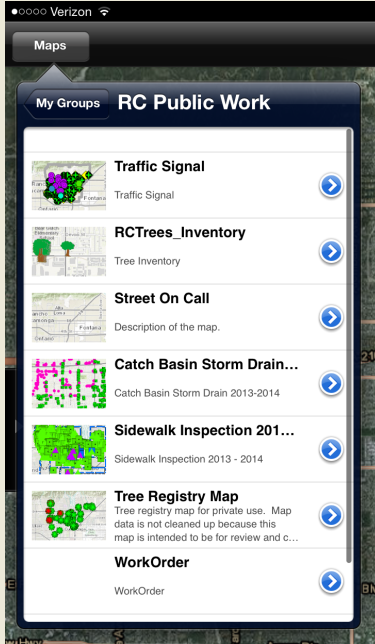 Verizon
Maps
My Groups RC Public Work
Traffic Signal
Traffic Signal
RCTrees_Inventory
Tree Inventory
Street On Call
Description of the map.
Catch Basin Storm Drain...
Catch Basin Storm Drain 2013-2014
Sidewalk Inspection 201...
Sidewalk Inspection 2013 - 2014
Tree Registry Map
Tree registry map for private use. Map
data is not cleaned up because this
map is intended to be for review and c...
WorkOrder
WorkOrder
Fontana
Fontana